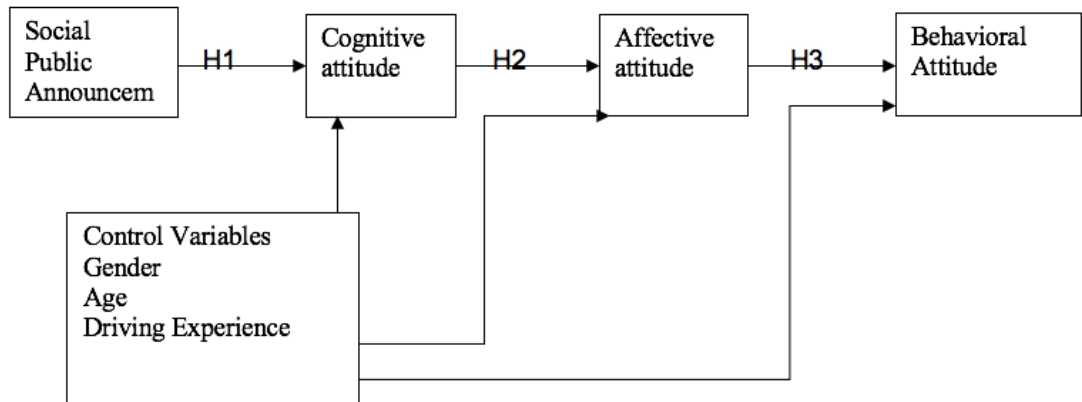 Social
Public
Announcem
H1
Cognitive
attitude
H2
Affective
attitude
H3
Behavioral
Attitude
Control Variables
Gender
Age
Driving Experience